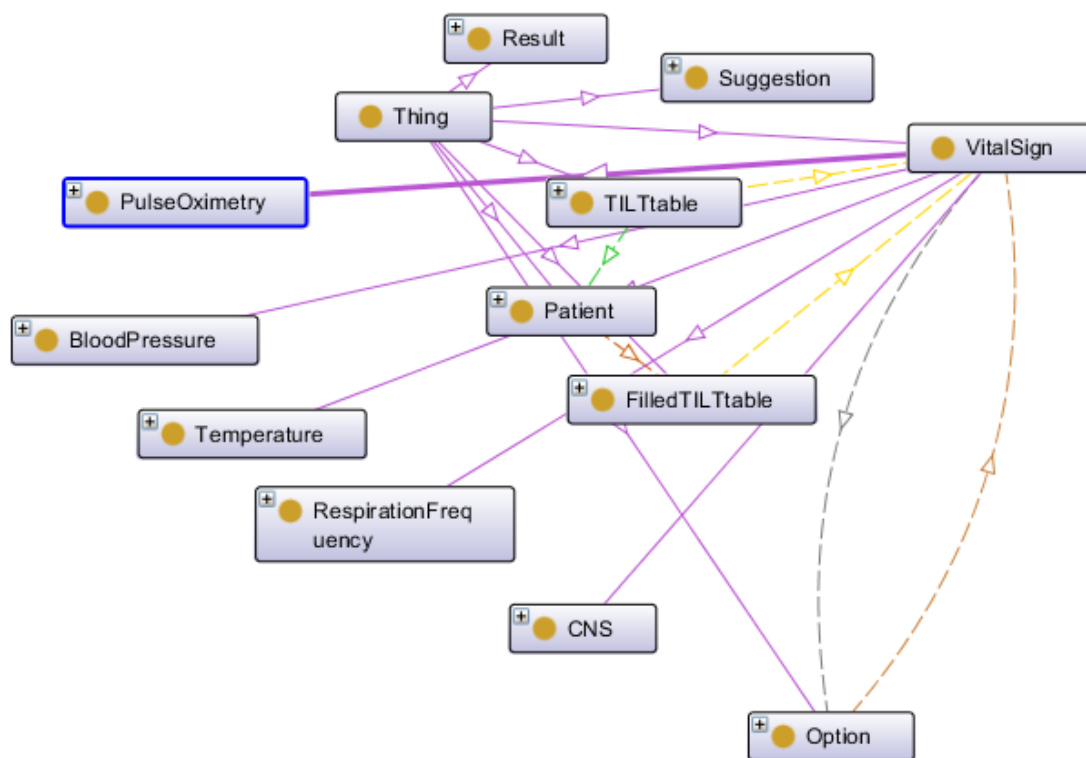 Result
Suggestion
Thing
VitalSign
PulseOximetry
TILTtable
Patient
BloodPressure
FilledTILTtable
Temperature
RespirationFreq
uency
CNS
Option